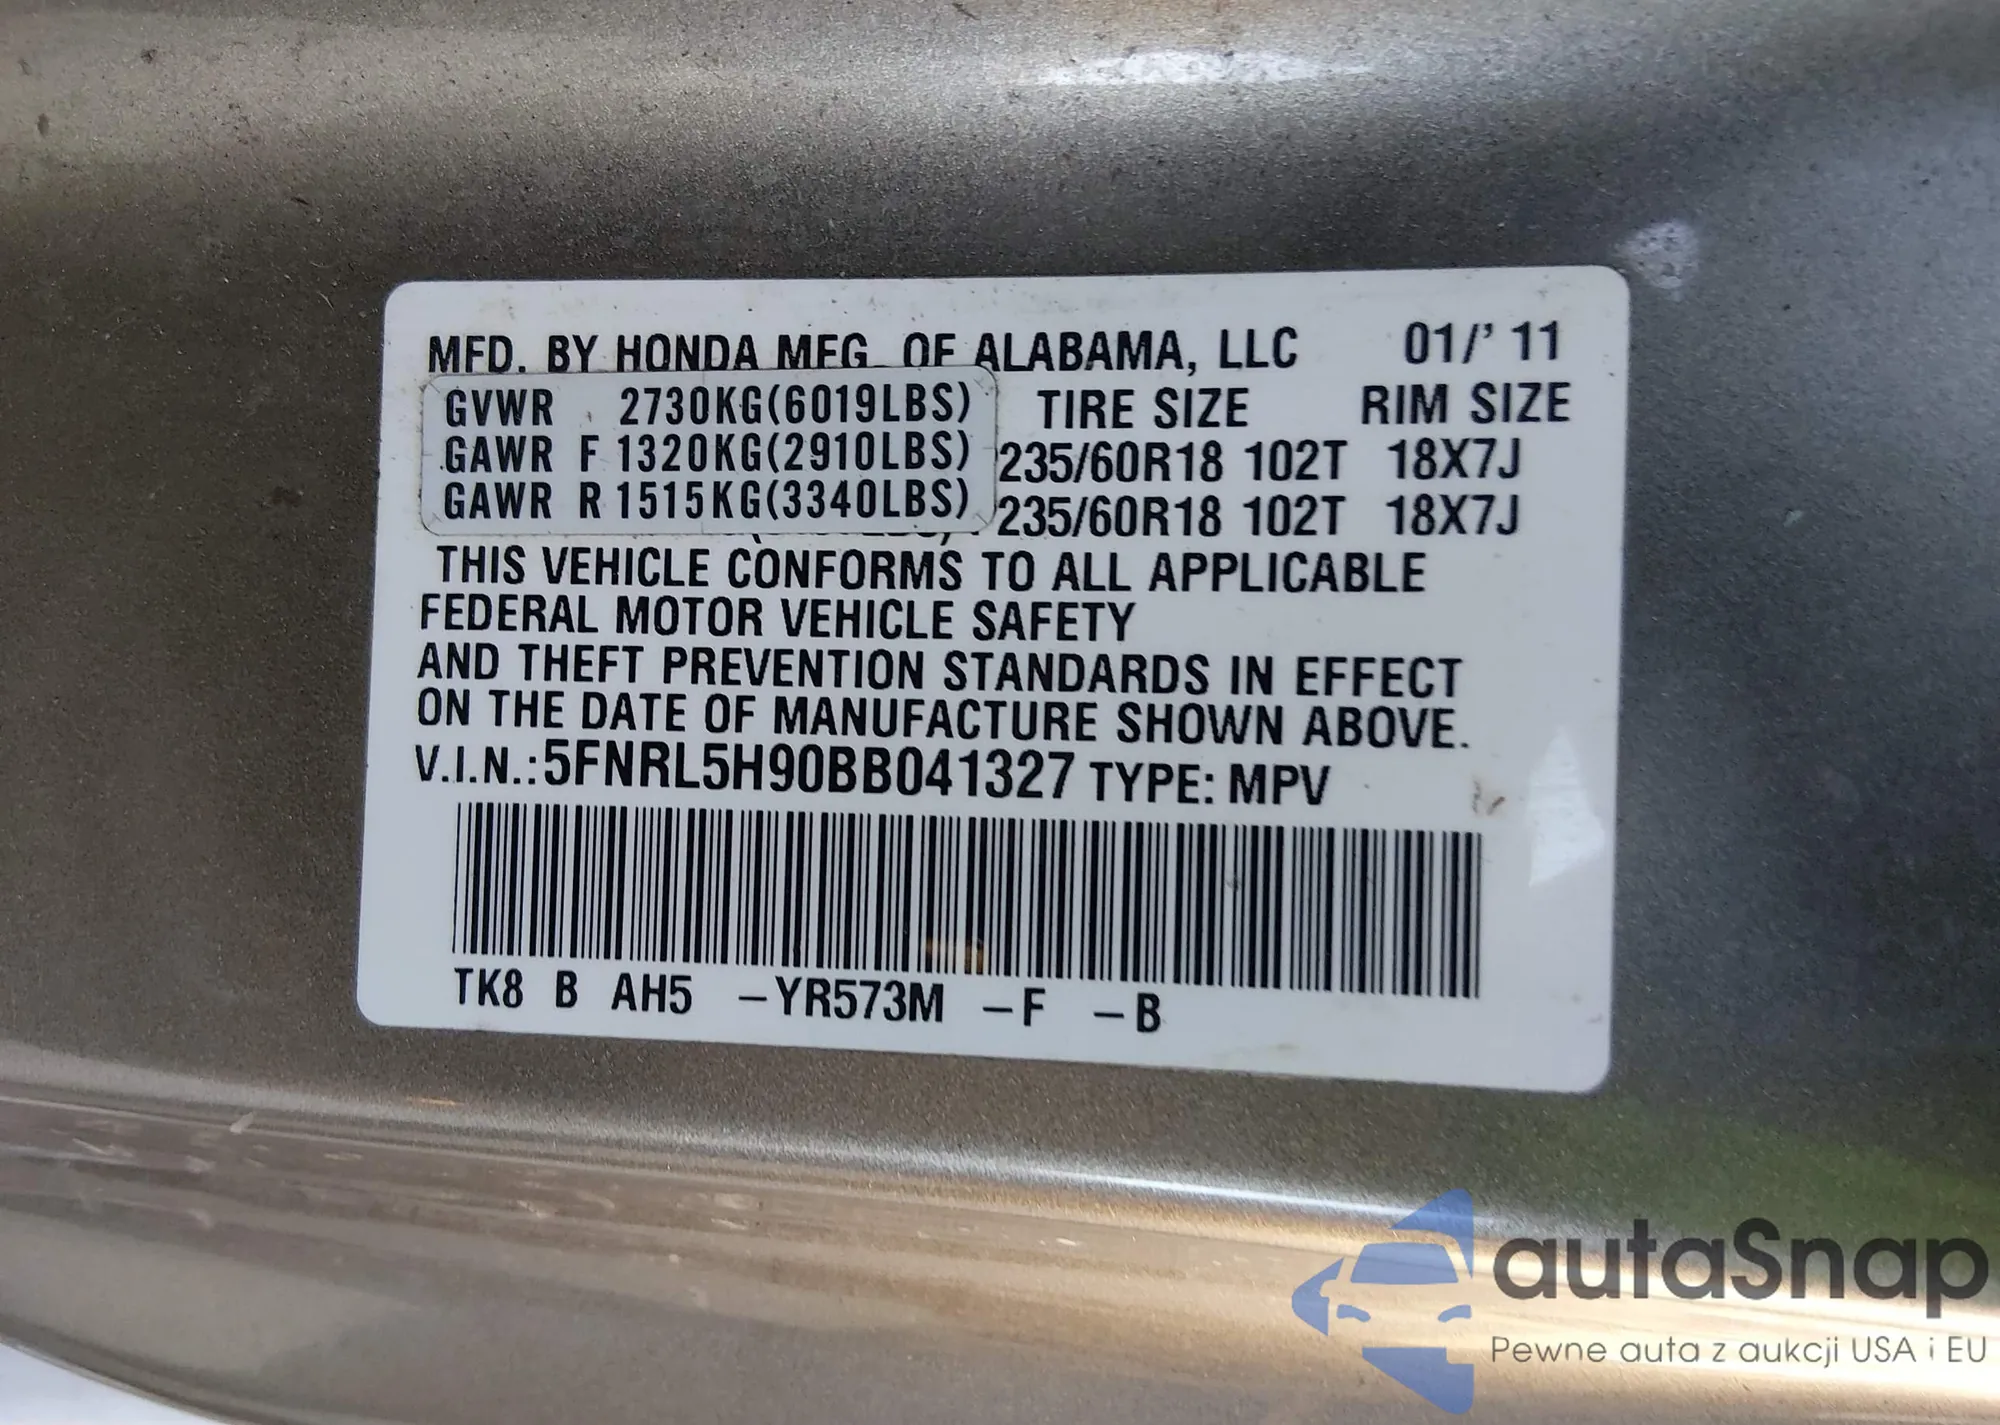 MFD. BY HONDA MFG. OF ALABAMA, LLC 01/' 11
GVWR 2730KG(6019LBS) TIRE SIZE RIM SIZE
GAWR F 1320KG(2910LBS) 235/60R18 102T 18X7J
GAWR R 1515KG(3340LBS) 235/60R18 102T 18X7J
THIS VEHICLE CONFORMS TO ALL APPLICABLE
FEDERAL MOTOR VEHICLE SAFETY
AND THEFT PREVENTION STANDARDS IN EFFECT
ON THE DATE OF MANUFACTURE SHOWN ABOVE.
V.I.N.:5FNRL5H90BB041327 TYPE: MPV
TK8 B AH5 –YR573M –F –B
autaSnap
Pewne auta z aukcji USA i EU